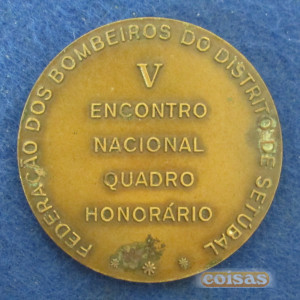 FEDERAÇÃO DOS BOMBEIROS DO DISTRITO DE SETÚBAL
V
ENCONTRO
NACIONAL
QUADRO
HONORÁRIO
coisas